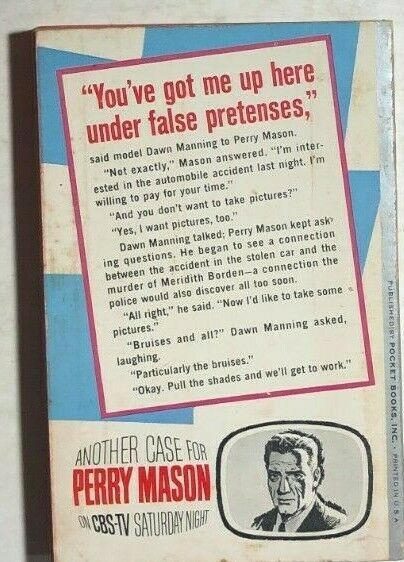 "You've got me up here
under false pretenses,"
said model Dawn Manning to Perry Mason.
"Not exactly," Mason answered. "I'm inter-
ested in the automobile accident last night. I'm
willing to pay for your time."
"And you don't want to take pictures?"
"Yes, I want pictures, too."
Dawn Manning talked; Perry Mason kept ask-
ing questions. He began to see a connection
between the accident in the stolen car and the
murder of Meridith Borden—a connection the
police would also discover all too soon.
"All right," he said. "Now I'd like to take some
pictures."
"Bruises and all?" Dawn Manning asked,
laughing.
"Particularly the bruises."
"Okay. Pull the shades and we'll get to work."
ANOTHER CASE FOR
PERRY MASON
ON CBS-TV SATURDAY NIGHT
PUBLISHED BY POCKET BOOKS, INC. · PRINTED IN U.S.A